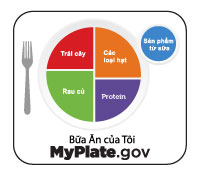 Trái cây
Các
loại hạt
Sản phẩm
từ sữa
Rau củ
Protein
Bữa Ăn của Tôi
MyPlate.gov